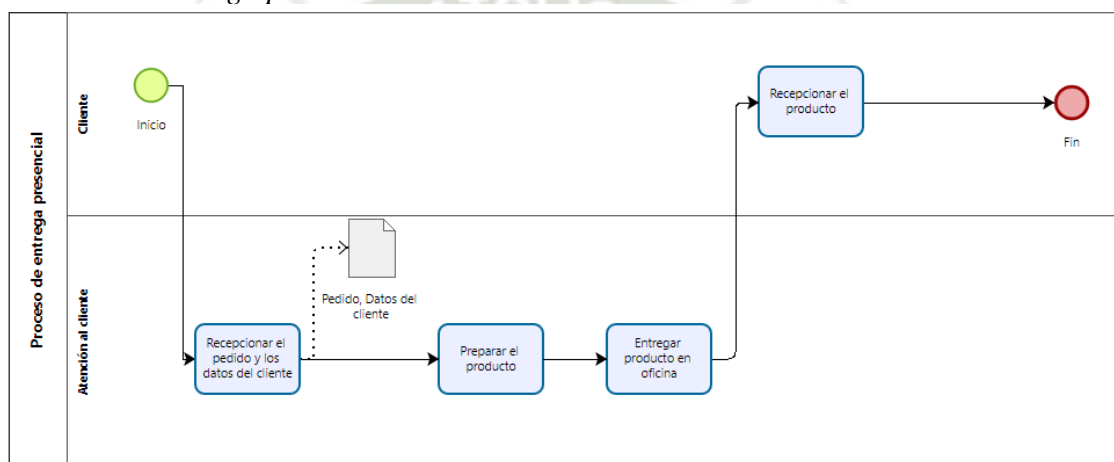 Proceso de entrega presencial
Cliente
Inicio
Recepcionar el
producto
Fin
Atención al cliente
Pedido, Datos del
cliente
Recepcionar el
pedido y los
datos del cliente
Preparar el
producto
Entregar
producto en
oficina